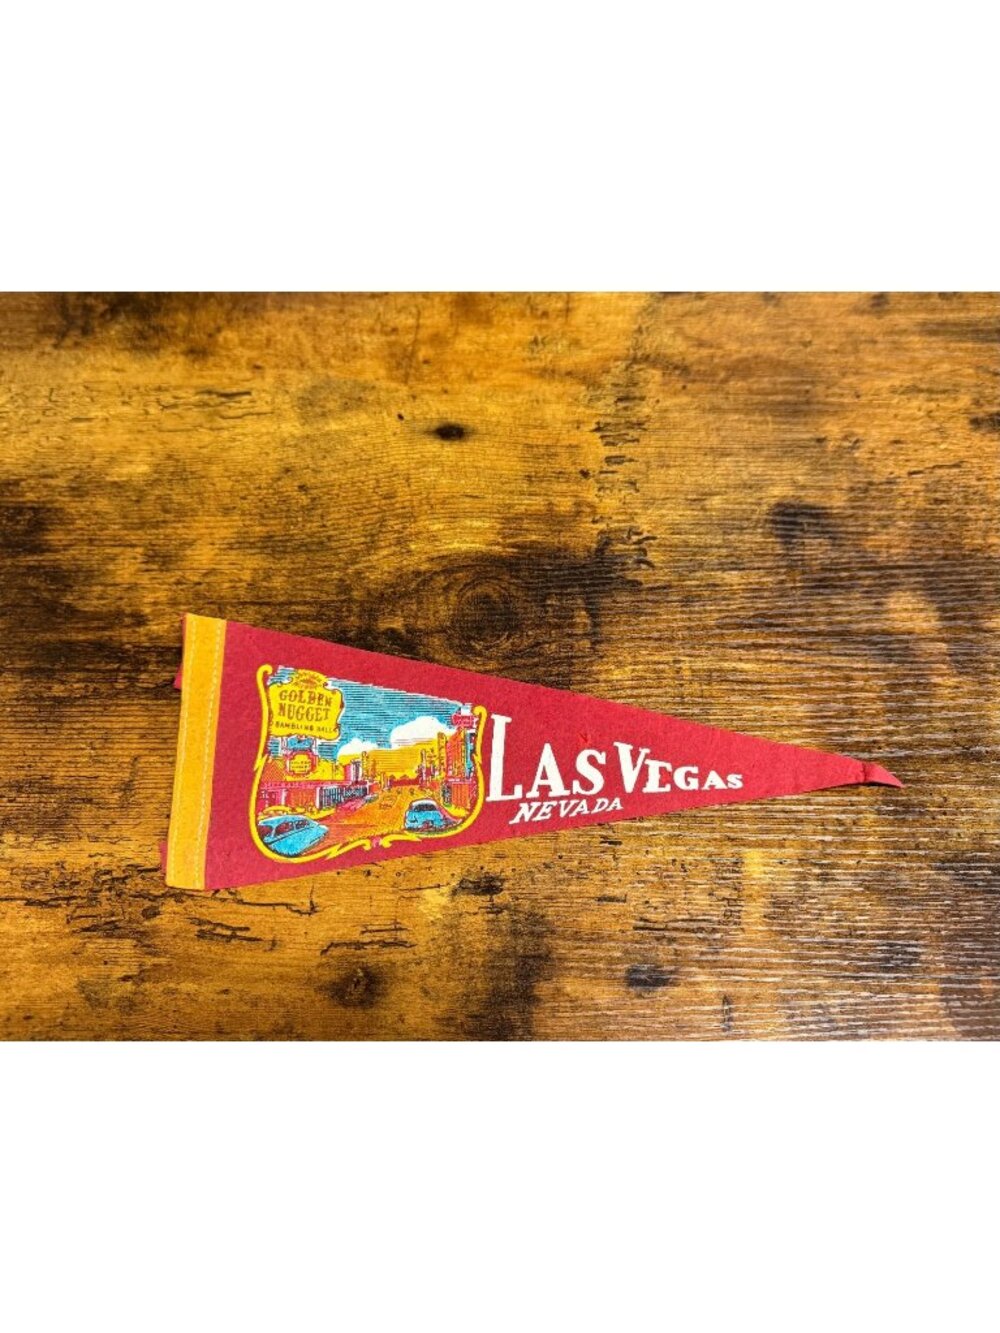 GOLDEN
NUGGET
GAMBLING HALL
LAS VEGAS
NEVADA